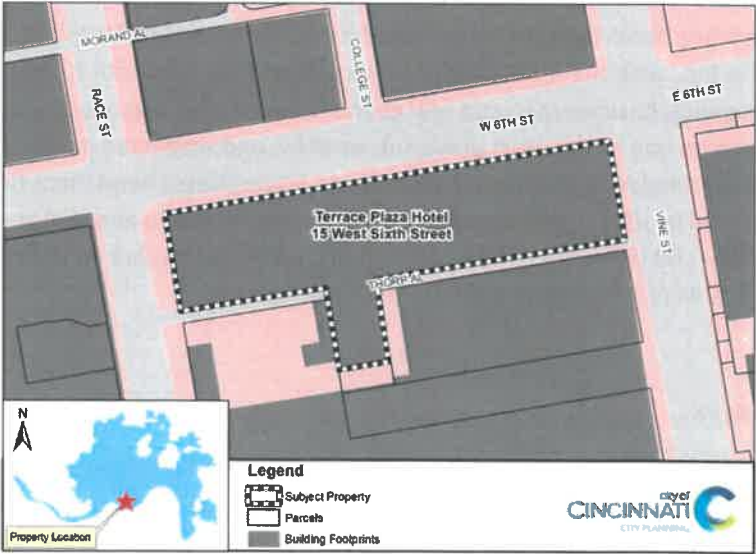 MORAND AL
COLLEGE ST
RACE ST
W 6TH ST
E 6TH ST
Terrace Plaza Hotel
15 West Sixth Street
VINE ST
THORP AL
N
Property Location
Legend
Subject Property
Parcels
Building Footprints
city of
CINCINNATI
CITY PLANNING